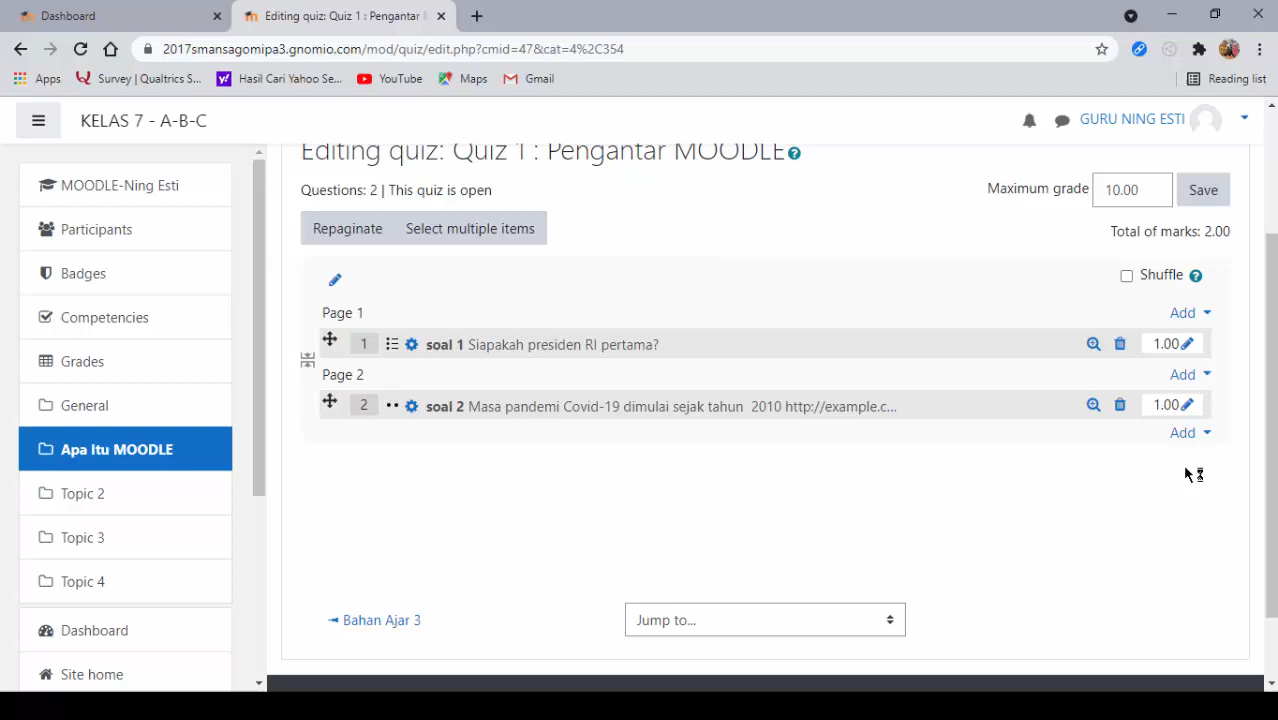 Dashboard
Editing quiz: Quiz 1 : Pengantar
2017smansagomipa3.gnomio.com/mod/quiz/edit.php?cmid=47&cat=4%2C354
Apps Survey | Qualtrics S... Hasil Cari Yahoo Se... YouTube Maps Gmail Reading list
KELAS 7 - A-B-C
GURU NING ESTI
MOODLE-Ning Esti
Participants
Badges
Competencies
Grades
General
Apa Itu MOODLE
Topic 2
Topic 3
Topic 4
Dashboard
Site home
Editing quiz: Quiz 1 : Pengantar MOODLE
Questions: 2 | This quiz is open
Maximum grade 10.00 Save
Repaginate Select multiple items
Total of marks: 2.00
Shuffle
Page 1 Add
1 soal 1 Siapakah presiden RI pertama? 1.00
Page 2 Add
2 soal 2 Masa pandemi Covid-19 dimulai sejak tahun 2010 http://example.c... 1.00
Add
◄ Bahan Ajar 3
Jump to...